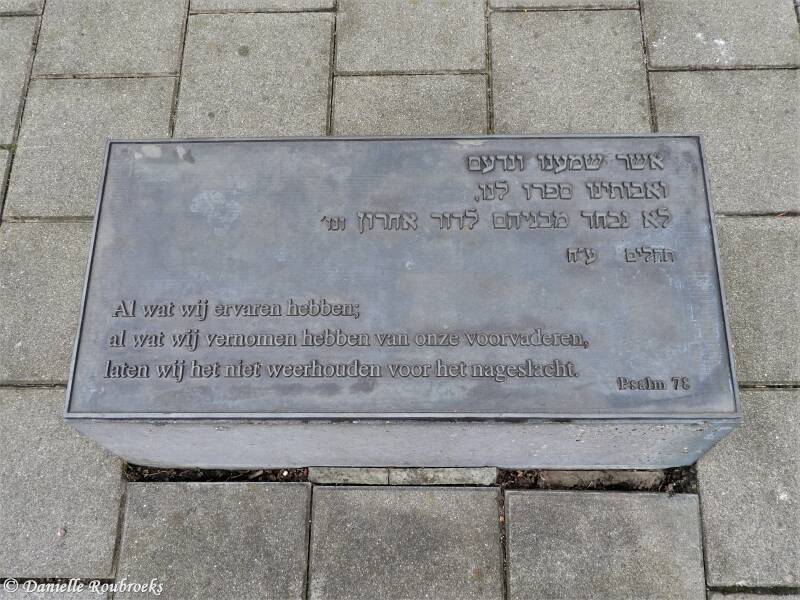 אשר שמענו ונדעם
ואבותינו ספרו לנו,
לא נכחד מבניהם לדור אחרון וגו׳
תהלים ע״ח
Al wat wij ervaren hebben;
al wat wij vernomen hebben van onze voorvaderen,
laten wij het niet weerhouden voor het nageslacht.
Psalm 78
© Danielle Roubroeks